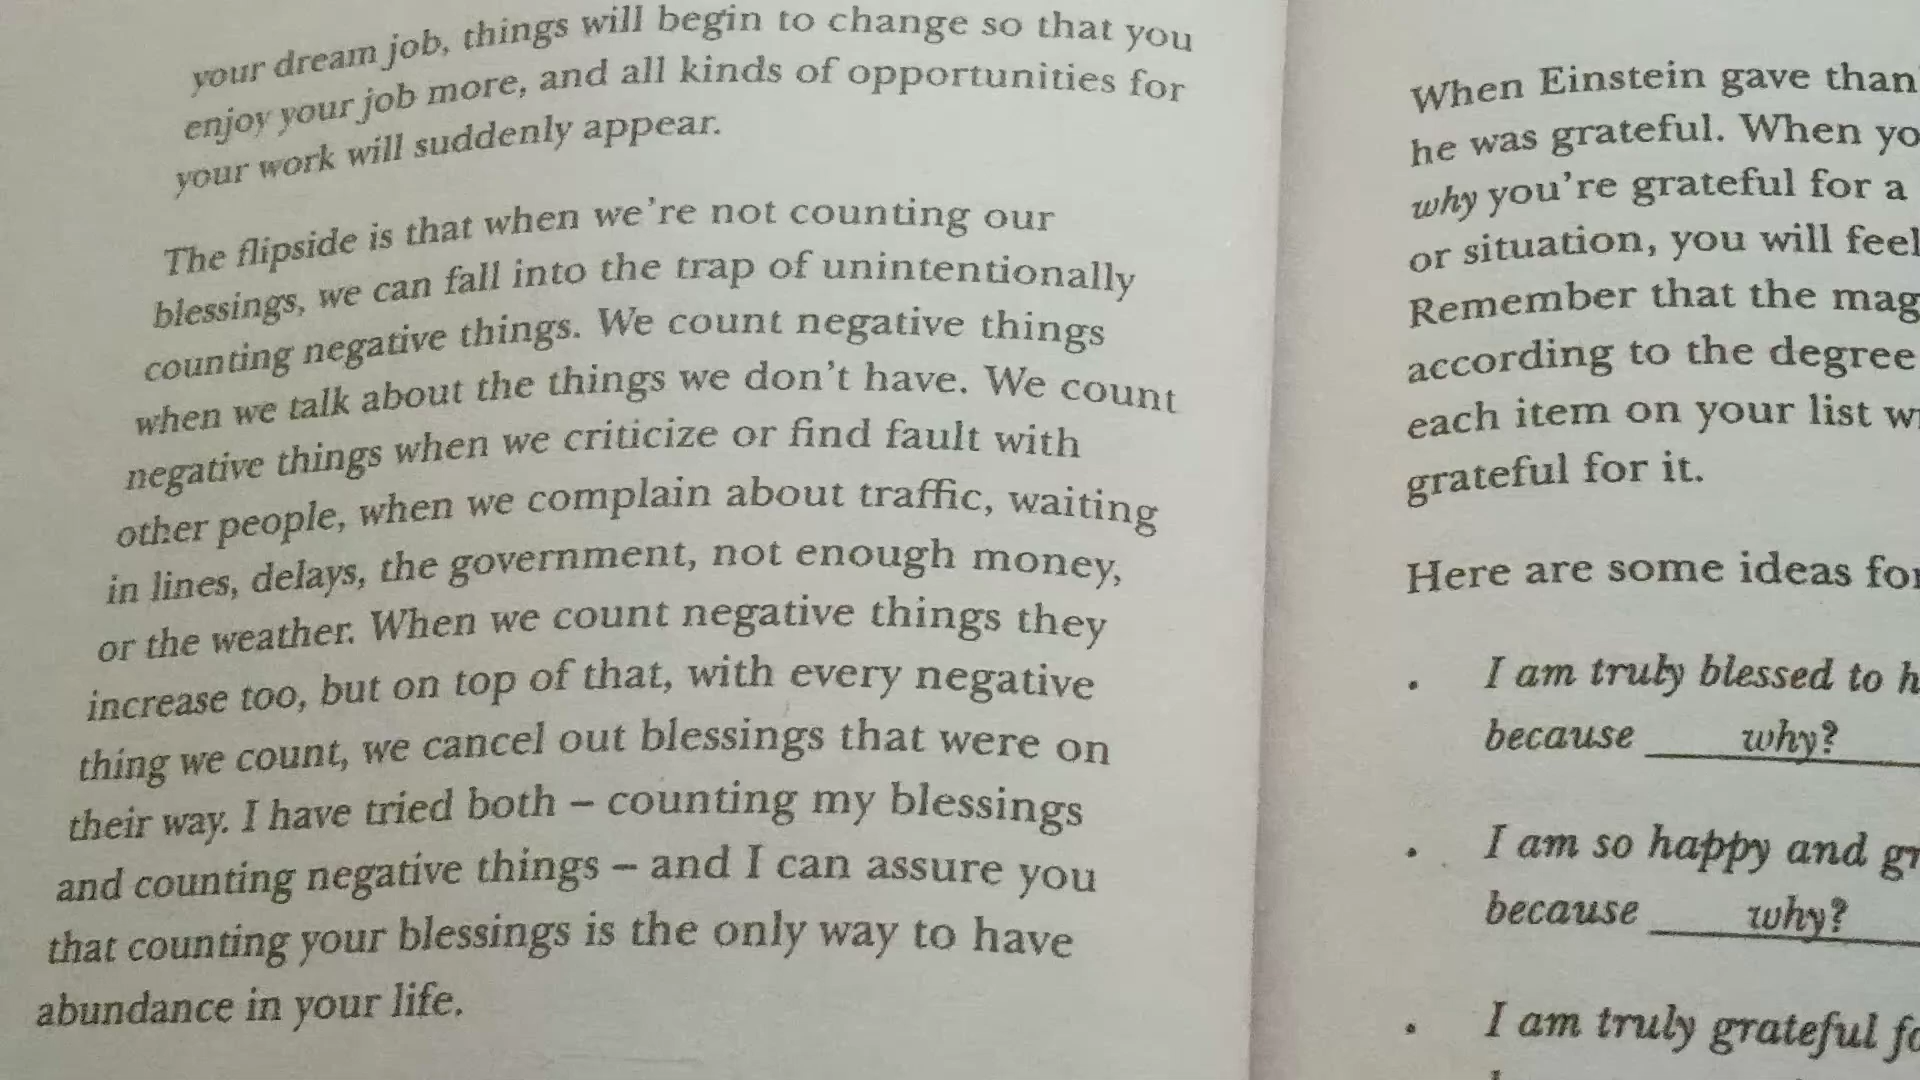 your dream job, things will begin to change so that you
enjoy your job more, and all kinds of opportunities for
your work will suddenly appear.
The flipside is that when we're not counting our
blessings, we can fall into the trap of unintentionally
counting negative things. We count negative things
when we talk about the things we don't have. We count
negative things when we criticize or find fault with
other people, when we complain about traffic, waiting
in lines, delays, the government, not enough money,
or the weather. When we count negative things they
increase too, but on top of that, with every negative
thing we count, we cancel out blessings that were on
their way. I have tried both – counting my blessings
and counting negative things – and I can assure you
that counting your blessings is the only way to have
abundance in your life.
When Einstein gave
he was grateful. When
why you're grateful for a
or situation, you will feel
Remember that the
according to the degree
each item on your list
grateful for it.
Here are some ideas
• I am truly blessed to
because why?
• I am so happy and
because why?
• I am truly grateful